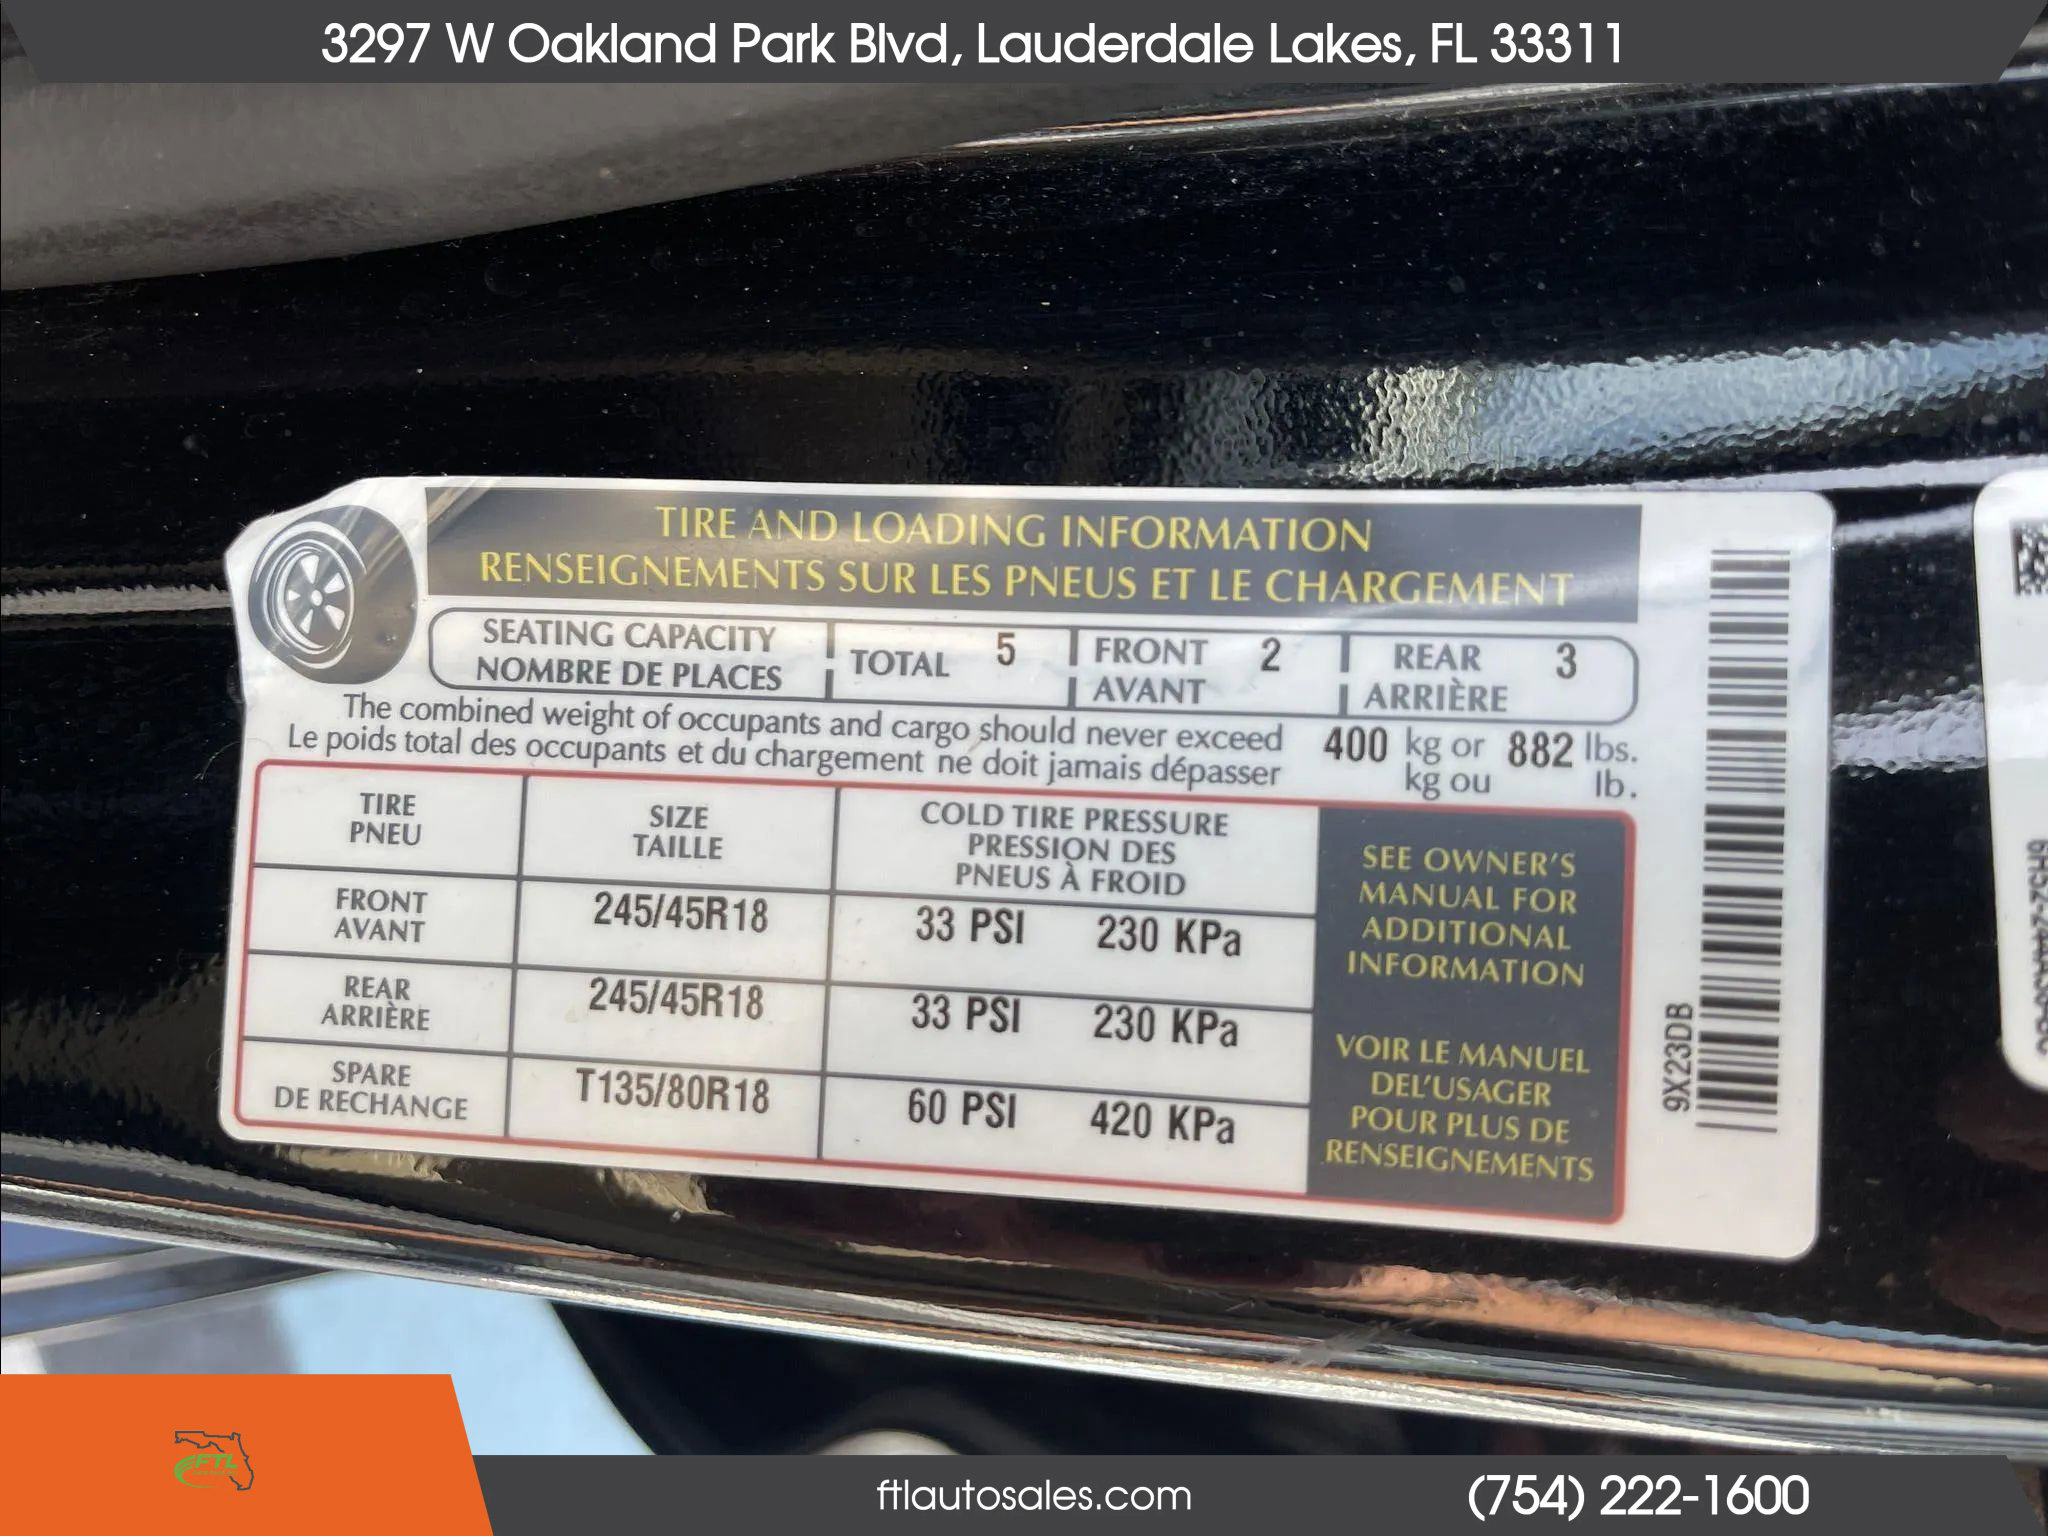 3297 W Oakland Park Blvd, Lauderdale Lakes, FL 33311
TIRE AND LOADING INFORMATION
RENSEIGNEMENTS SUR LES PNEUS ET LE CHARGEMENT
SEATING CAPACITY
NOMBRE DE PLACES
TOTAL 5
FRONT 2
AVANT
REAR 3
ARRIÈRE
The combined weight of occupants and cargo should never exceed 400 kg or 882 lbs.
Le poids total des occupants et du chargement ne doit jamais dépasser kg ou lb.
TIRE
PNEU
SIZE
TAILLE
COLD TIRE PRESSURE
PRESSION DES
PNEUS À FROID
FRONT
AVANT
245/45R18
33 PSI 230 KPa
REAR
ARRIÈRE
245/45R18
33 PSI 230 KPa
SPARE
DE RECHANGE
T135/80R18
60 PSI 420 KPa
SEE OWNER'S
MANUAL FOR
ADDITIONAL
INFORMATION
VOIR LE MANUEL
DEL'USAGER
POUR PLUS DE
RENSEIGNEMENTS
9X23DB
FTL
ftlautosales.com
(754) 222-1600